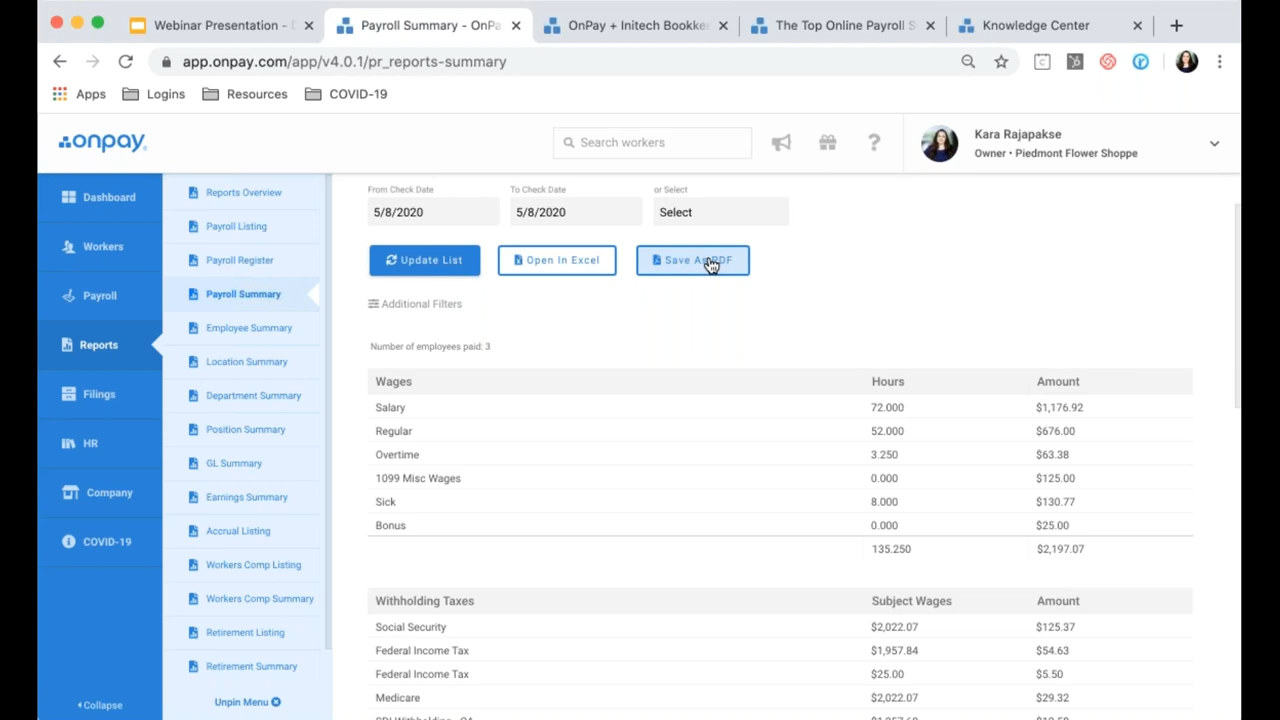 Webinar Presentation -
Payroll Summary - OnPa
OnPay + Initech Bookke
The Top Online Payroll S
Knowledge Center
app.onpay.com/app/v4.0.1/pr_reports-summary
Apps
Logins
Resources
COVID-19
onpay
Search workers
?
Kara Rajapakse
Owner • Piedmont Flower Shoppe
Dashboard
Workers
Payroll
Reports
Filings
HR
Company
COVID-19
Collapse
Reports Overview
Payroll Listing
Payroll Register
Payroll Summary
Employee Summary
Location Summary
Department Summary
Position Summary
GL Summary
Earnings Summary
Accrual Listing
Workers Comp Listing
Workers Comp Summary
Retirement Listing
Retirement Summary
Unpin Menu
From Check Date To Check Date or Select
5/8/2020 5/8/2020 Select
Update List Open In Excel Save As PDF
Additional Filters
Number of employees paid: 3
Wages Hours Amount
Salary 72.000 $1,176.92
Regular 52.000 $676.00
Overtime 3.250 $63.38
1099 Misc Wages 0.000 $125.00
Sick 8.000 $130.77
Bonus 0.000 $25.00
135.250 $2,197.07
Withholding Taxes Subject Wages Amount
Social Security $2,022.07 $125.37
Federal Income Tax $1,957.84 $54.63
Federal Income Tax $25.00 $5.50
Medicare $2,022.07 $29.32